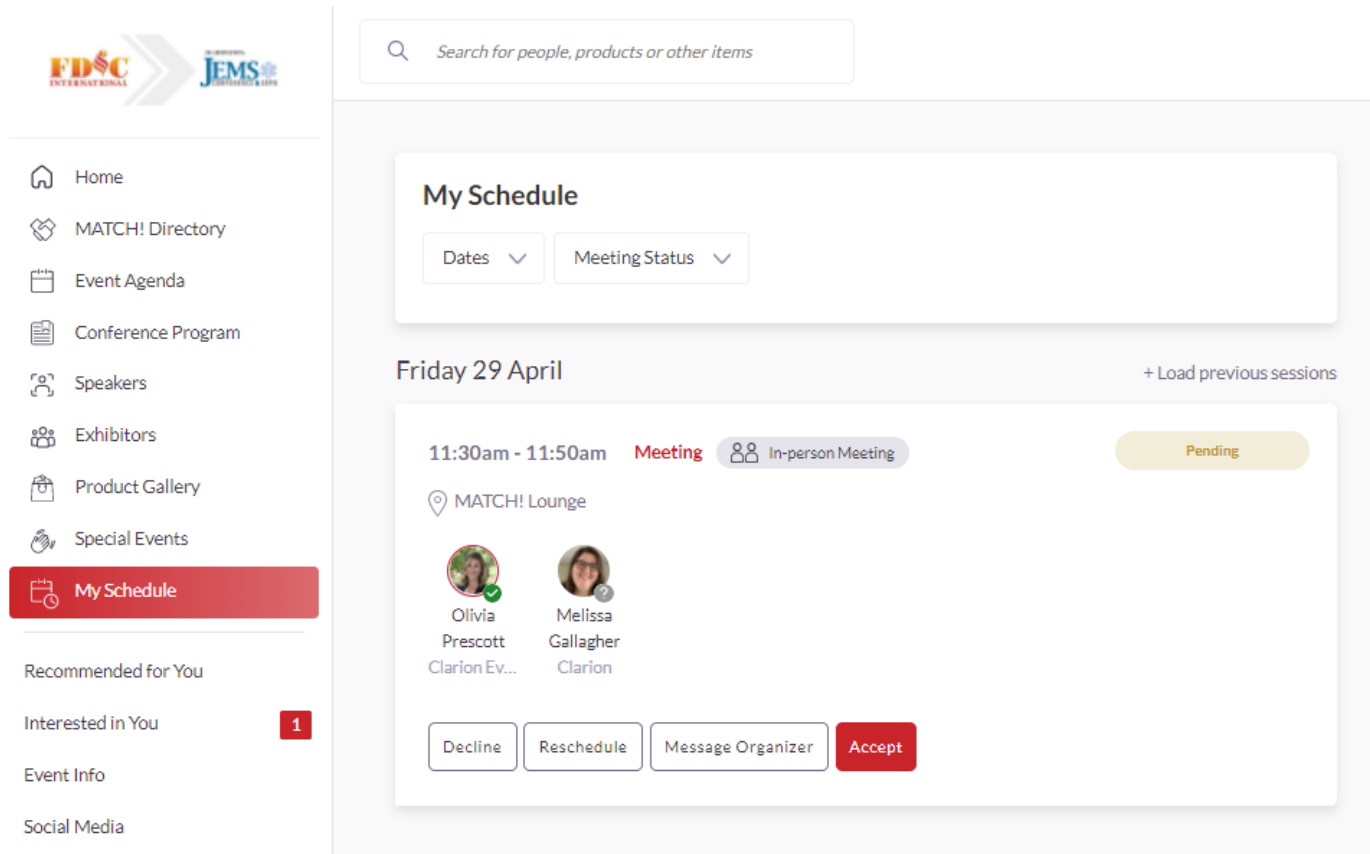 FDIC
INTERNATIONAL
JEMS
CONFERENCE & EXPO
Search for people, products or other items
Home
MATCH! Directory
Event Agenda
Conference Program
Speakers
Exhibitors
Product Gallery
Special Events
My Schedule
Recommended for You
Interested in You 1
Event Info
Social Media
My Schedule
Dates Meeting Status
Friday 29 April + Load previous sessions
11:30am - 11:50am Meeting In-person Meeting Pending
MATCH! Lounge
?
Olivia Melissa
Prescott Gallagher
Clarion Ev... Clarion
Decline Reschedule Message Organizer Accept